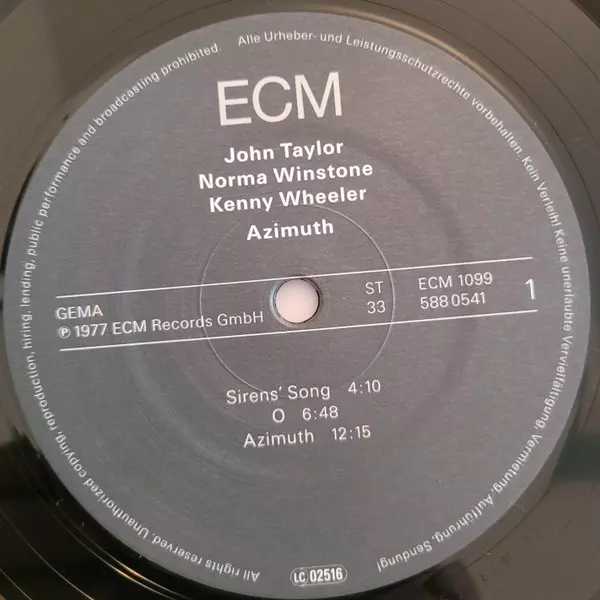 ECM
John Taylor
Norma Winstone
Kenny Wheeler
Azimuth
GEMA
℗ 1977 ECM Records GmbH
ST
33
ECM 1099
588 0541
1
Sirens' Song 4:10
O 6:48
Azimuth 12:15
All rights reserved. Unauthorized copying, reproduction, hiring, lending, public performance and broadcasting prohibited.
Alle Urheber- und Leistungsschutzrechte vorbehalten. Kein Verleih! Keine unerlaubte Vervielfältigung, Vermietung, Aufführung, Sendung!
LC 02516